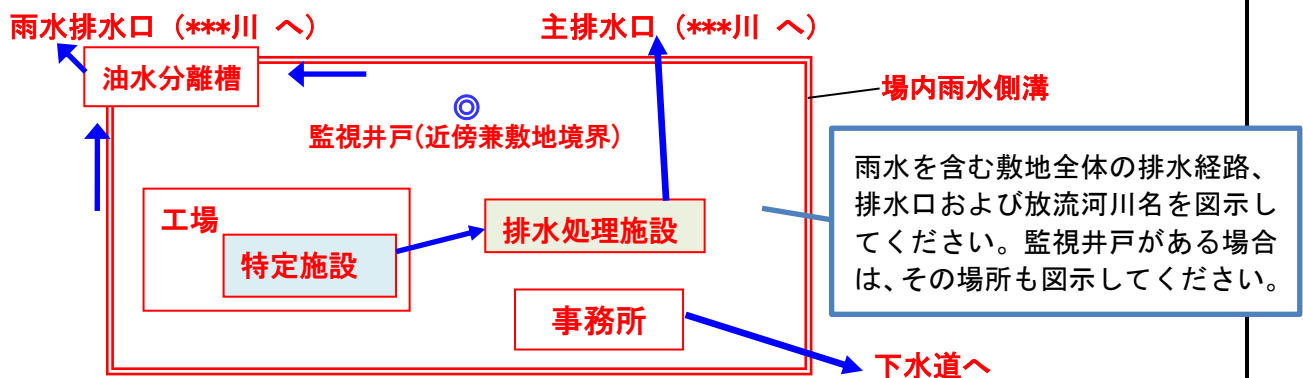 雨水排水口（***川 へ）
主排水口（***川 へ）
油水分離槽
場内雨水側溝
監視井戸(近傍兼敷地境界)
雨水を含む敷地全体の排水経路、
排水口および放流河川名を図示し
てください。監視井戸がある場合
は、その場所も図示してください。
工場
排水処理施設
特定施設
事務所
下水道へ